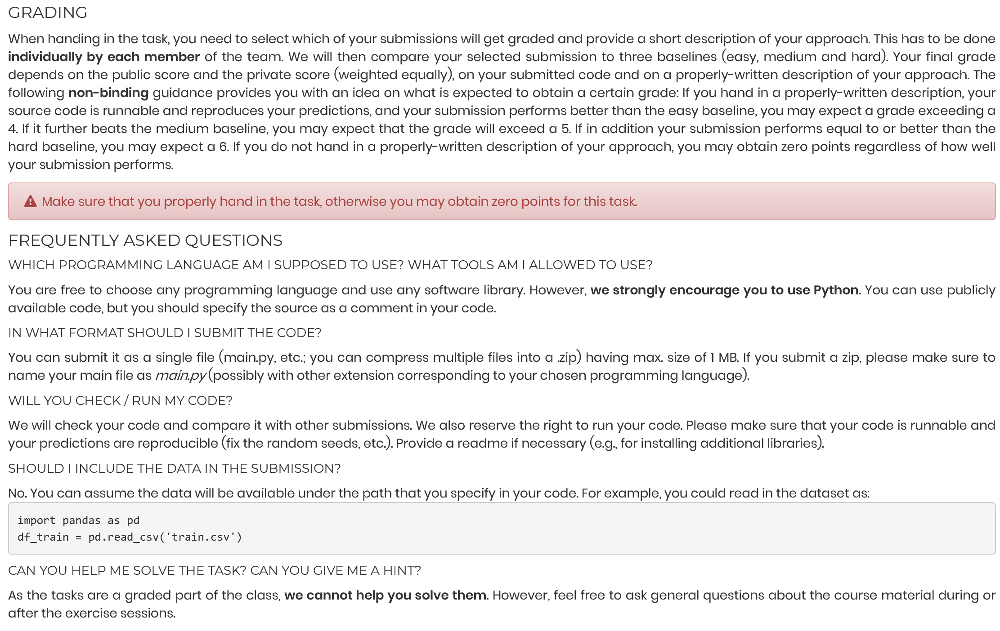 GRADING
When handing in the task, you need to select which of your submissions will get graded and provide a short description of your approach. This has to be done
individually by each member of the team. We will then compare your selected submission to three baselines (easy, medium and hard). Your final grade
depends on the public score and the private score (weighted equally), on your submitted code and on a properly-written description of your approach. The
following non-binding guidance provides you with an idea on what is expected to obtain a certain grade: If you hand in a properly-written description, your
source code is runnable and reproduces your predictions, and your submission performs better than the easy baseline, you may expect a grade exceeding a
4. If it further beats the medium baseline, you may expect that the grade will exceed a 5. If in addition your submission performs equal to or better than the
hard baseline, you may expect a 6. If you do not hand in a properly-written description of your approach, you may obtain zero points regardless of how well
your submission performs.
Make sure that you properly hand in the task, otherwise you may obtain zero points for this task.
FREQUENTLY ASKED QUESTIONS
WHICH PROGRAMMING LANGUAGE AM I SUPPOSED TO USE? WHAT TOOLS AM I ALLOWED TO USE?
You are free to choose any programming language and use any software library. However, we strongly encourage you to use Python. You can use publicly
available code, but you should specify the source as a comment in your code.
IN WHAT FORMAT SHOULD I SUBMIT THE CODE?
You can submit it as a single file (main.py, etc.; you can compress multiple files into a .zip) having max. size of 1 MB. If you submit a zip, please make sure to
name your main file as main.py (possibly with other extension corresponding to your chosen programming language).
WILL YOU CHECK / RUN MY CODE?
We will check your code and compare it with other submissions. We also reserve the right to run your code. Please make sure that your code is runnable and
your predictions are reproducible (fix the random seeds, etc.). Provide a readme if necessary (e.g., for installing additional libraries).
SHOULD I INCLUDE THE DATA IN THE SUBMISSION?
No. You can assume the data will be available under the path that you specify in your code. For example, you could read in the dataset as:
import pandas as pd
df_train = pd.read_csv('train.csv')
CAN YOU HELP ME SOLVE THE TASK? CAN YOU GIVE ME A HINT?
As the tasks are a graded part of the class, we cannot help you solve them. However, feel free to ask general questions about the course material during or
after the exercise sessions.